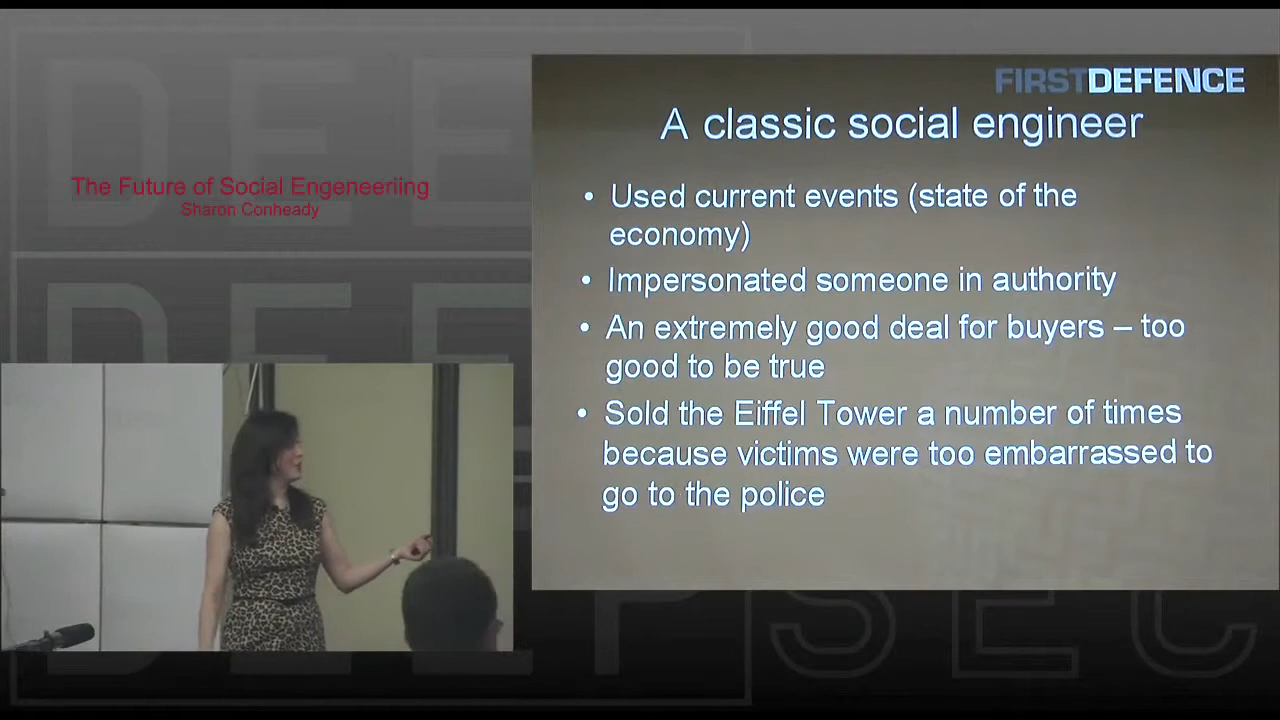 The Future of Social Engeneeriing
Sharon Conheady
FIRSTDEFENCE
A classic social engineer
• Used current events (state of the
economy)
• Impersonated someone in authority
• An extremely good deal for buyers – too
good to be true
• Sold the Eiffel Tower a number of times
because victims were too embarrassed to
go to the police
DEEP
DEEPSEC